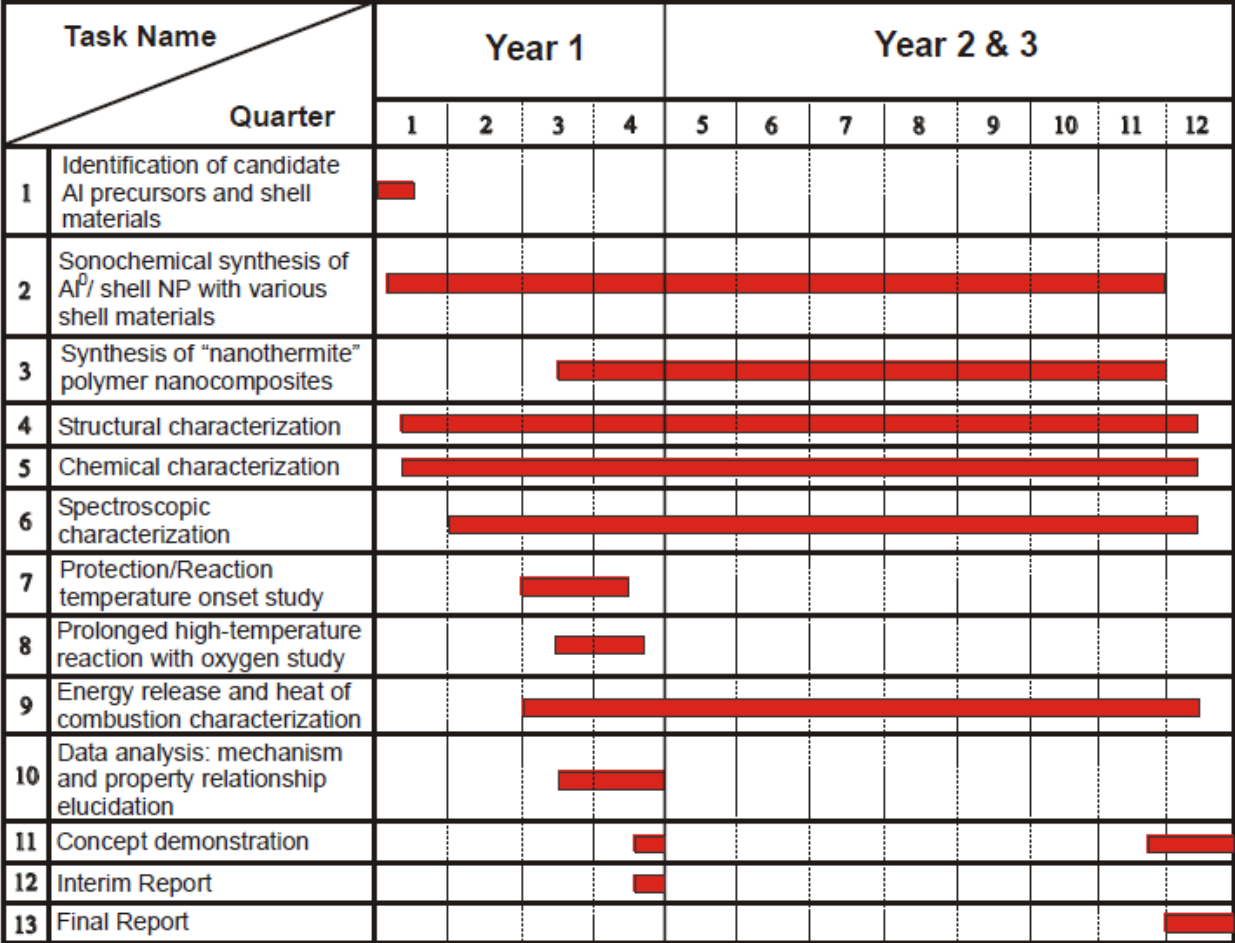 Task Name
Year 1
Year 2 & 3
Quarter
1 2 3 4 5 6 7 8 9 10 11 12
1
Identification of candidate
Al precursors and shell
materials
2
Sonochemical synthesis of
Al⁰/ shell NP with various
shell materials
3
Synthesis of “nanothermite”
polymer nanocomposites
4
Structural characterization
5
Chemical characterization
6
Spectroscopic
characterization
7
Protection/Reaction
temperature onset study
8
Prolonged high-temperature
reaction with oxygen study
9
Energy release and heat of
combustion characterization
10
Data analysis: mechanism
and property relationship
elucidation
11
Concept demonstration
12
Interim Report
13
Final Report